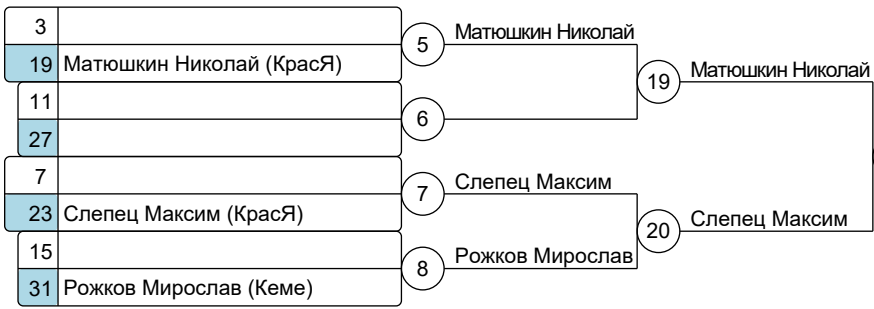 3
19 Матюшкин Николай (КрасЯ)
5
Матюшкин Николай
11
27
6
19
Матюшкин Николай
7
23 Слепец Максим (КрасЯ)
7
Слепец Максим
15
31 Рожков Мирослав (Кеме)
8
Рожков Мирослав
20
Слепец Максим